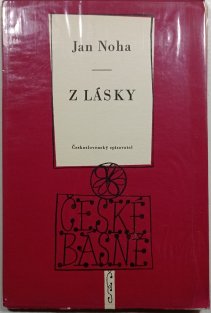 Jan Noha
Z LÁSKY
Československý spisovatel
ČESKÉ
BÁSNĚ